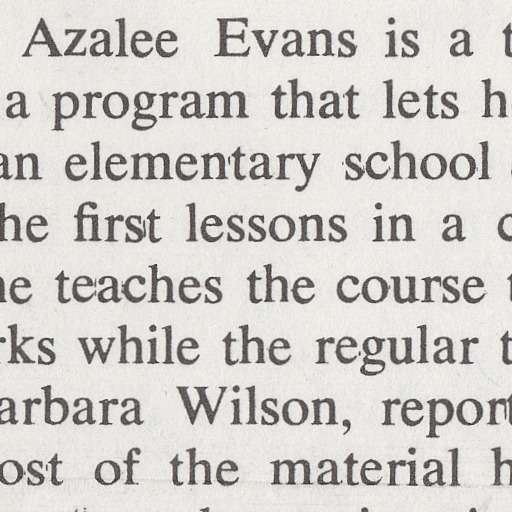 Azalee Evans is a t
a program that lets h
an elementary school
he first lessons in a c
ne teaches the course t
rks while the regular t
arbara Wilson, report
ost of the material h